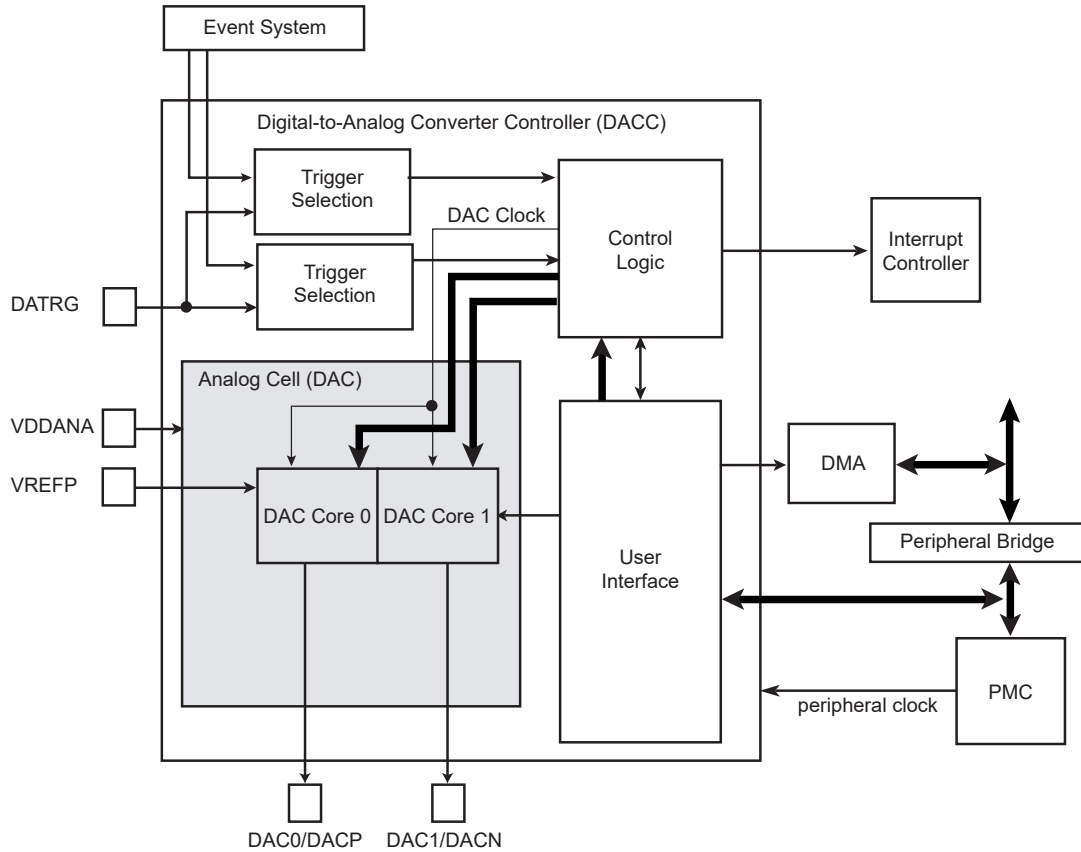 Event System
Digital-to-Analog Converter Controller (DACC)
Trigger
Selection
DAC Clock
Control
Logic
Interrupt
Controller
Trigger
Selection
DATRG
Analog Cell (DAC)
VDDANA
VREFP
DMA
DAC Core 0
DAC Core 1
Peripheral Bridge
User
Interface
PMC
peripheral clock
DAC0/DACP
DAC1/DACN